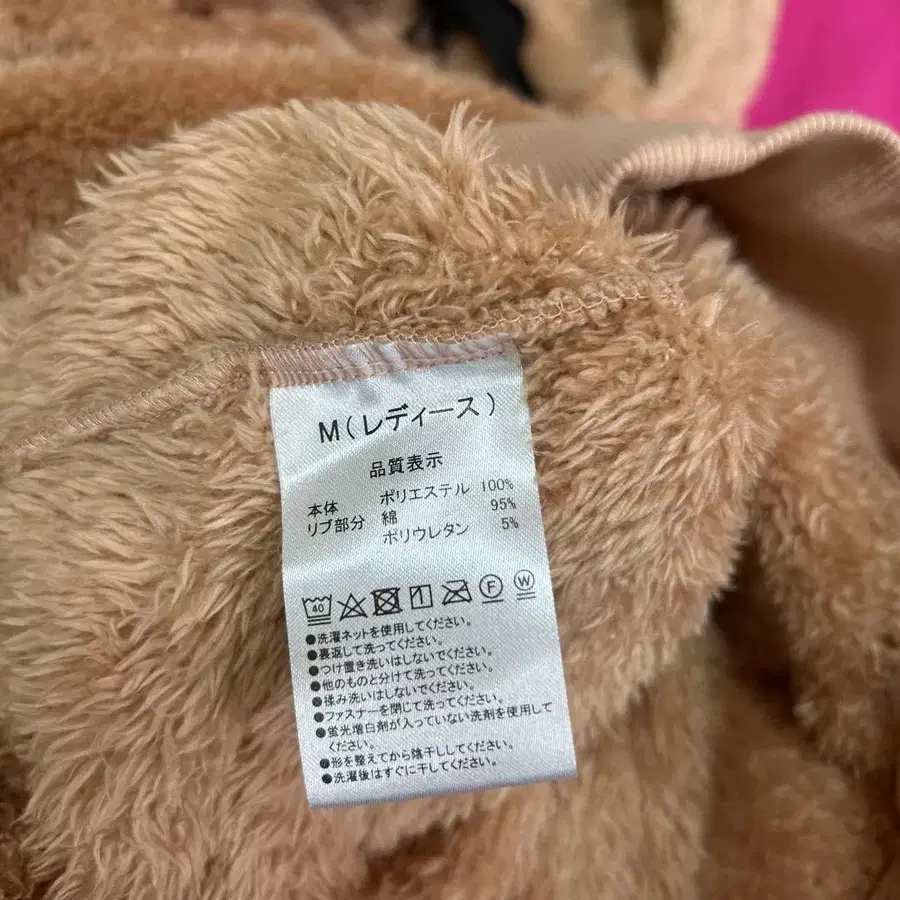 M(レディース)
品質表示
本体 ポリエステル 100%
リブ部分 綿 95%
ポリウレタン 5%
40 F W
●洗濯ネットを使用してください。
●裏返して洗ってください。
●つけ置き洗いはしないでください。
●他のものと分けて洗ってください。
●揉み洗いはしないでください。
●ファスナーを閉じて洗ってください。
●蛍光増白剤が入っていない洗剤を使用して
ください。
●形を整えてから陰干ししてください。
●洗濯後はすぐに干してください。